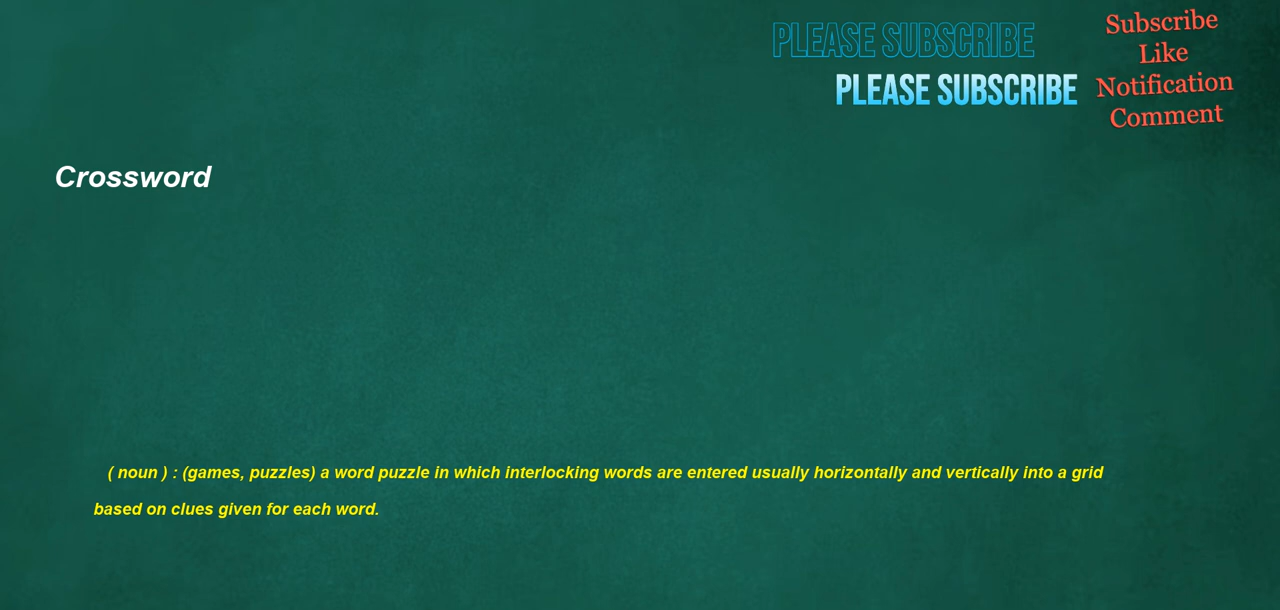 PLEASE SUBSCRIBE
PLEASE SUBSCRIBE
Subscribe
Like
Notification
Comment
Crossword
( noun ) : (games, puzzles) a word puzzle in which interlocking words are entered usually horizontally and vertically into a grid
based on clues given for each word.